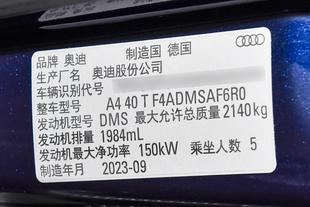 品牌 奥迪 制造国 德国
生产厂名 奥迪股份公司
车辆识别代号
整车型号 A4 40 T F4ADMSAF6R0
发动机型号 DMS 最大允许总质量 2140kg
发动机排量 1984mL
发动机最大净功率 150kW 乘坐人数 5
制造年月 2023-09